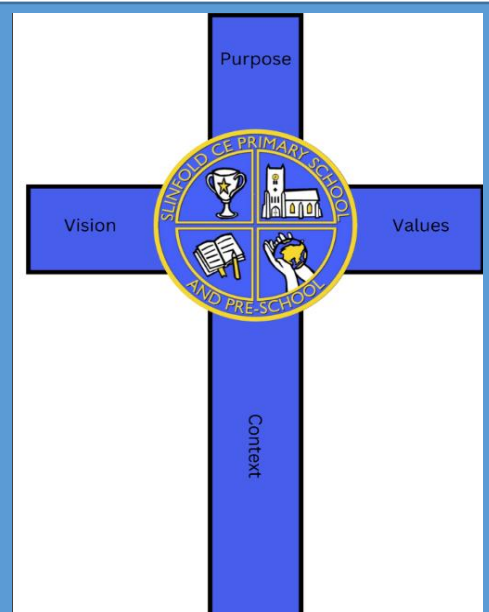 Purpose
SLINFOLD CE PRIMARY SCHOOL
Vision
Values
AND PRE-SCHOOL
Context